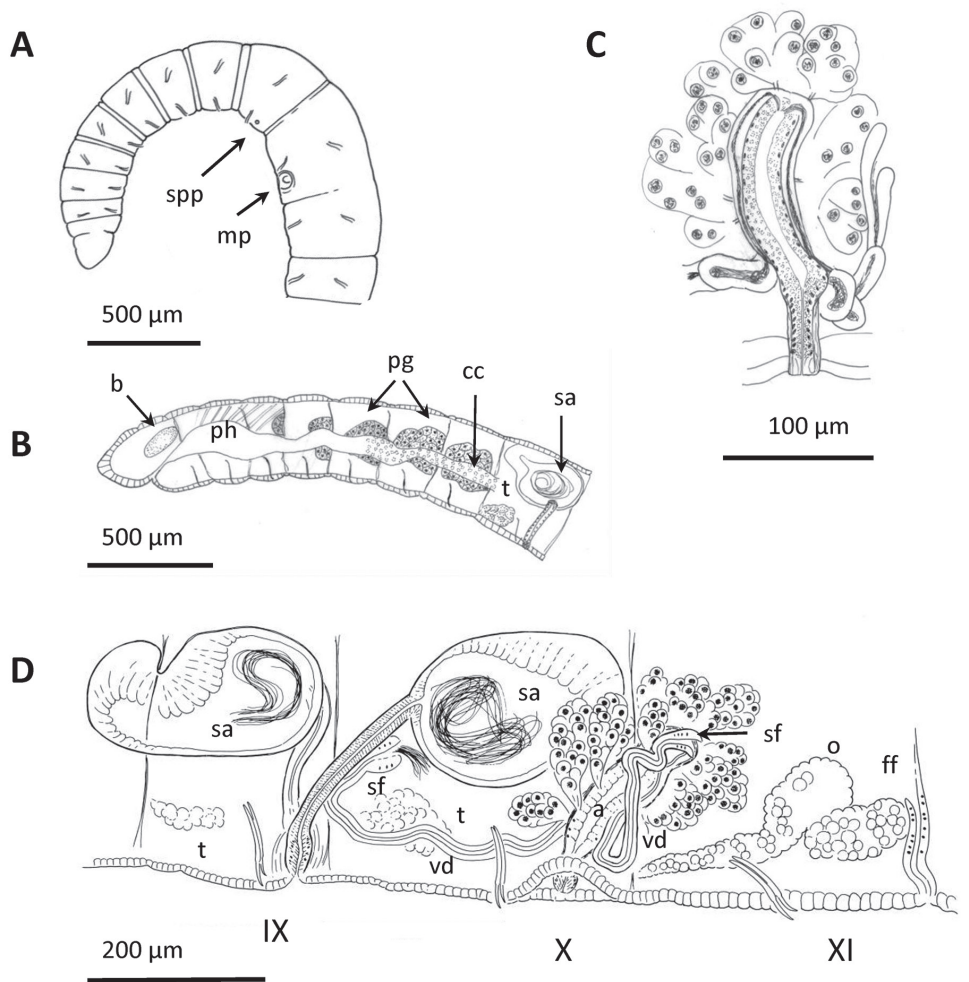 A
spp
mp
500 µm
C
100 µm
B
b
ph
pg
cc
sa
t
500 µm
D
sa
t
sf
t
vd
sa
a
vd
sf
o
ff
IX
X
XI
200 µm